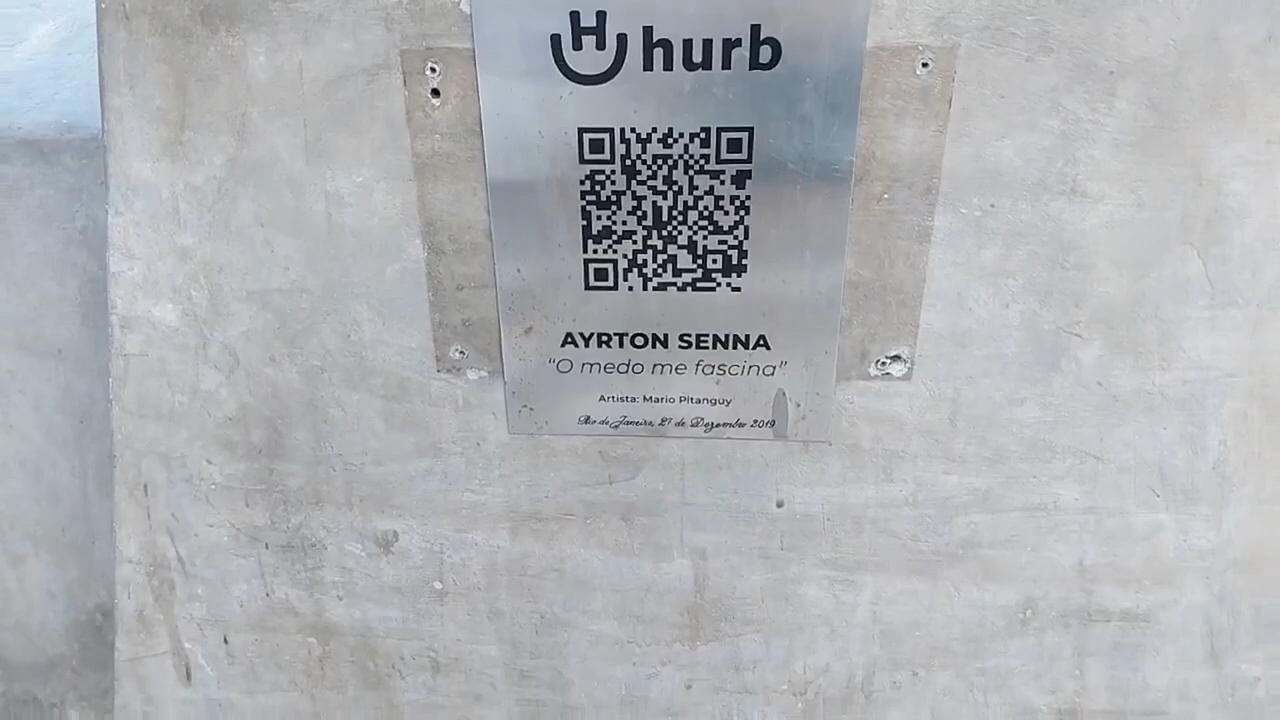 H hurb
AYRTON SENNA
“O medo me fascina”
Artista: Mario Pitanguy
Rio de Janeiro, 27 de Dezembro 2019